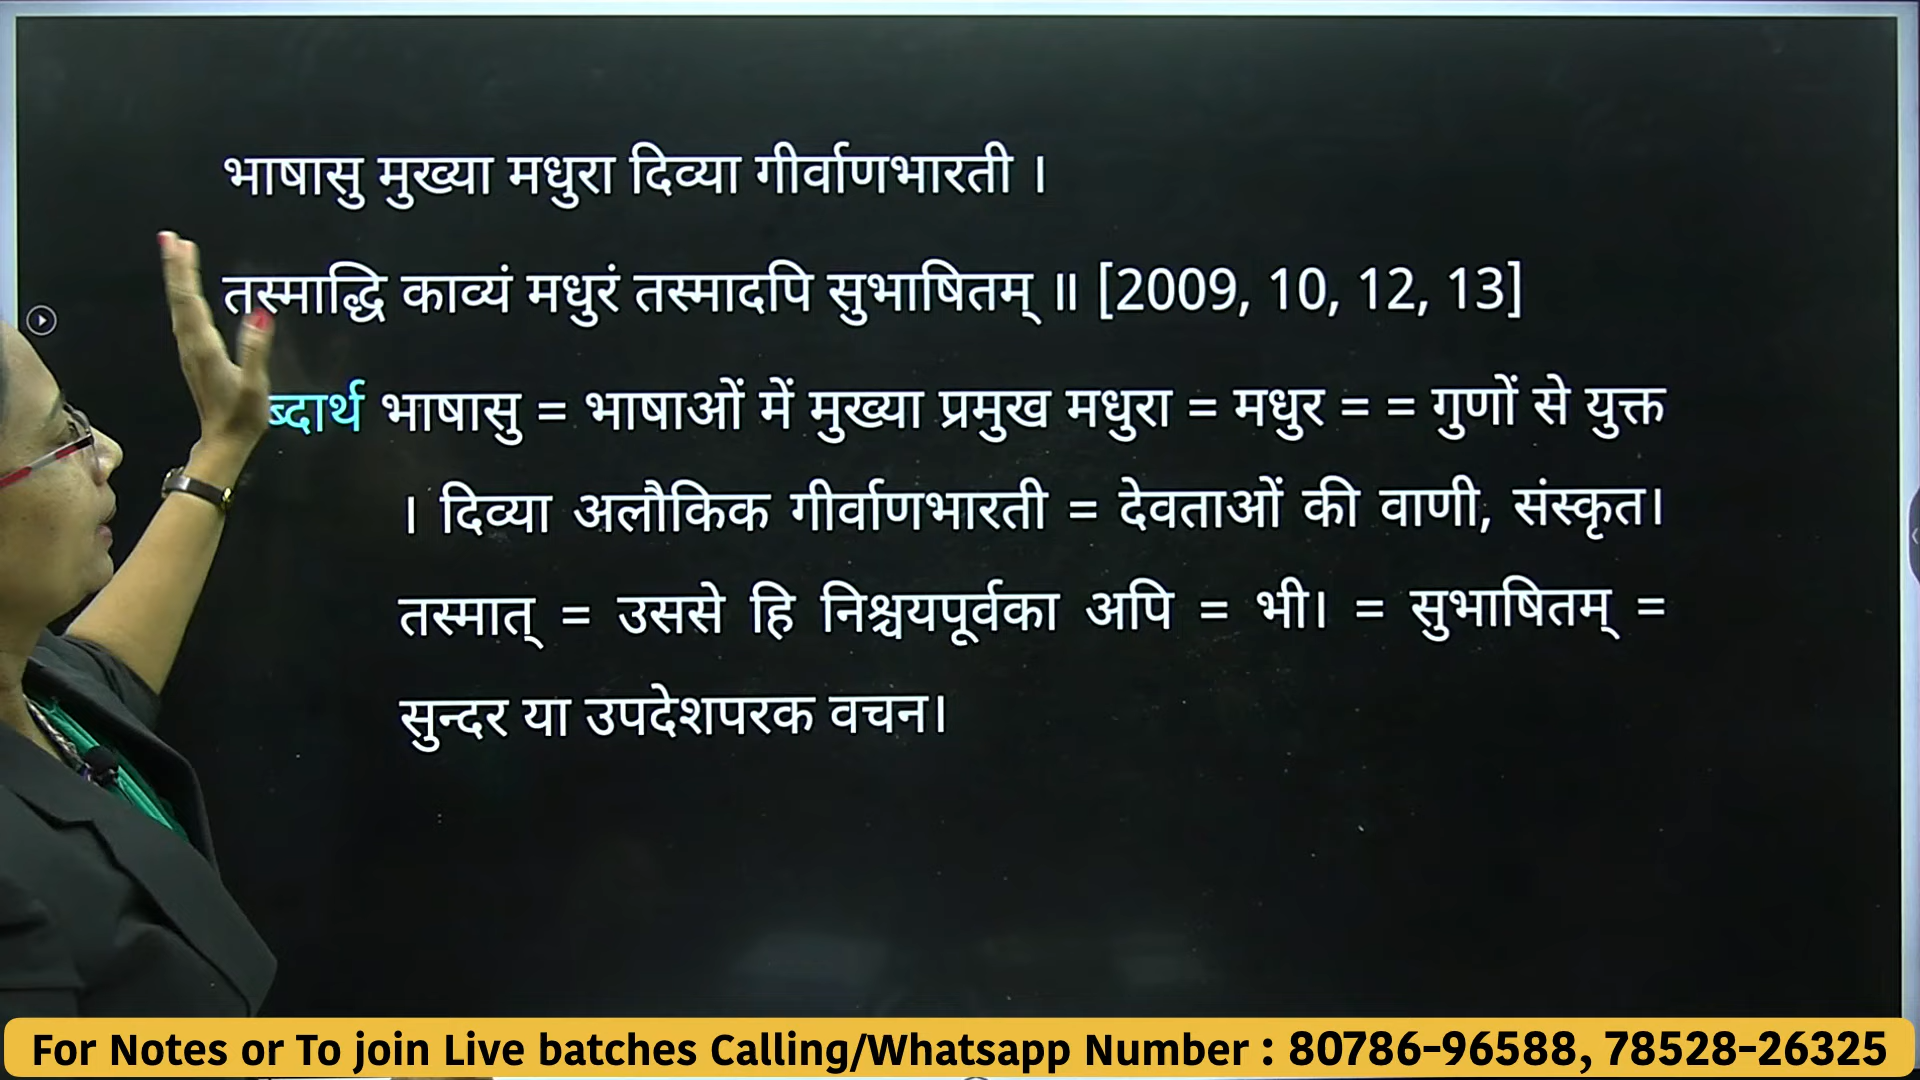 भाषासु मुख्या मधुरा दिव्या गीर्वाणभारती ।
तस्माद्धि काव्यं मधुरं तस्मादपि सुभाषितम् ॥ [2009, 10, 12, 13]
ब्दार्थ भाषासु = भाषाओं में मुख्या प्रमुख मधुरा = मधुर = = गुणों से युक्त
। दिव्या अलौकिक गीर्वाणभारती = देवताओं की वाणी, संस्कृत।
तस्मात् = उससे हि निश्चयपूर्वका अपि = भी। = सुभाषितम् =
सुन्दर या उपदेशपरक वचन।
For Notes or To join Live batches Calling/Whatsapp Number : 80786-96588, 78528-26325